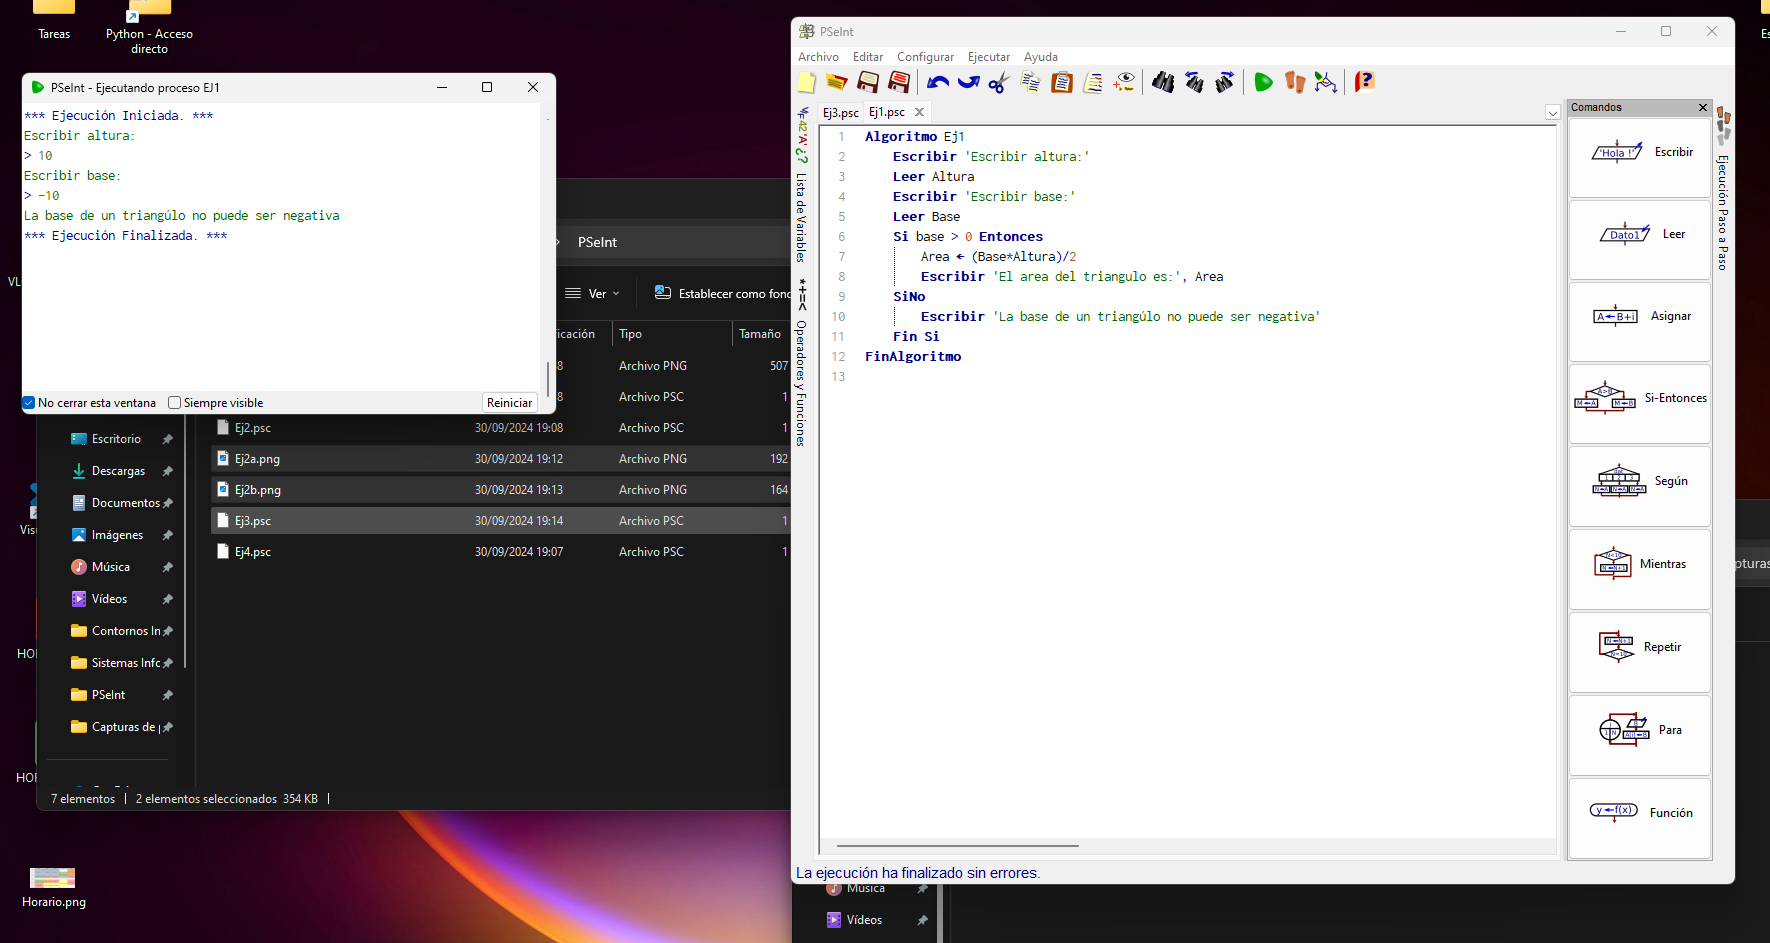 Tareas
Python - Acceso
directo
PSeInt - Ejecutando proceso EJ1
*** Ejecución Iniciada. ***
Escribir altura:
> 10
Escribir base:
> -10
La base de un triangúlo no puede ser negativa
*** Ejecución Finalizada. ***
No cerrar esta ventana
Siempre visible
Reiniciar
PSeInt
Ver
Establecer como fond
ficación
Tipo
Tamaño
Archivo PNG
507
Archivo PSC
1
Ej2.psc
30/09/2024 19:08
Archivo PSC
1
Ej2a.png
30/09/2024 19:12
Archivo PNG
192
Ej2b.png
30/09/2024 19:13
Archivo PNG
164
Ej3.psc
30/09/2024 19:14
Archivo PSC
1
Ej4.psc
30/09/2024 19:07
Archivo PSC
1
Escritorio
Descargas
Documentos
Imágenes
Música
Vídeos
Contornos In
Sistemas Infc
PSeInt
Capturas de
7 elementos
2 elementos seleccionados 354 KB
VL
Vis
HOI
HOI
Horario.png
PSeInt
Archivo Editar Configurar Ejecutar Ayuda
Ej3.psc
Ej1.psc
Lista de Variables
Operadores y Funciones
1 Algoritmo Ej1
2 Escribir 'Escribir altura:'
3 Leer Altura
4 Escribir 'Escribir base:'
5 Leer Base
6 Si base > 0 Entonces
7 Area ← (Base*Altura)/2
8 Escribir 'El area del triangulo es:', Area
9 SiNo
10 Escribir 'La base de un triangúlo no puede ser negativa'
11 Fin Si
12 FinAlgoritmo
13
Comandos
'Hola !'
Escribir
Dato1
Leer
A←B+i
Asignar
A>B
M←A
M←B
Si-Entonces
Según
Mientras
Repetir
Para
y←f(x)
Función
Ejecución Paso a Paso
La ejecución ha finalizado sin errores.
Música
Vídeos
Es
pturas